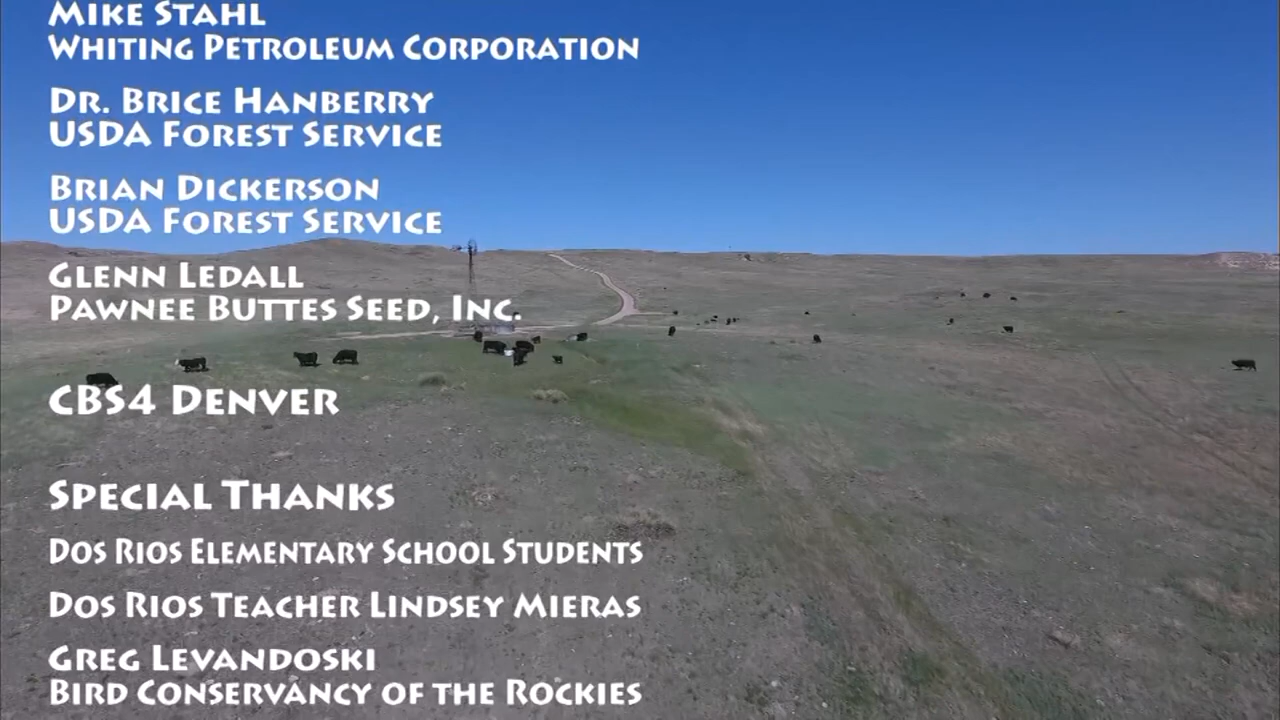 Mike Stahl
Whiting Petroleum Corporation
Dr. Brice Hanberry
USDA Forest Service
Brian Dickerson
USDA Forest Service
Glenn Ledall
Pawnee Buttes Seed, Inc.
CBS4 Denver
Special Thanks
Dos Rios Elementary School Students
Dos Rios Teacher Lindsey Mieras
Greg Levandoski
Bird Conservancy of the Rockies